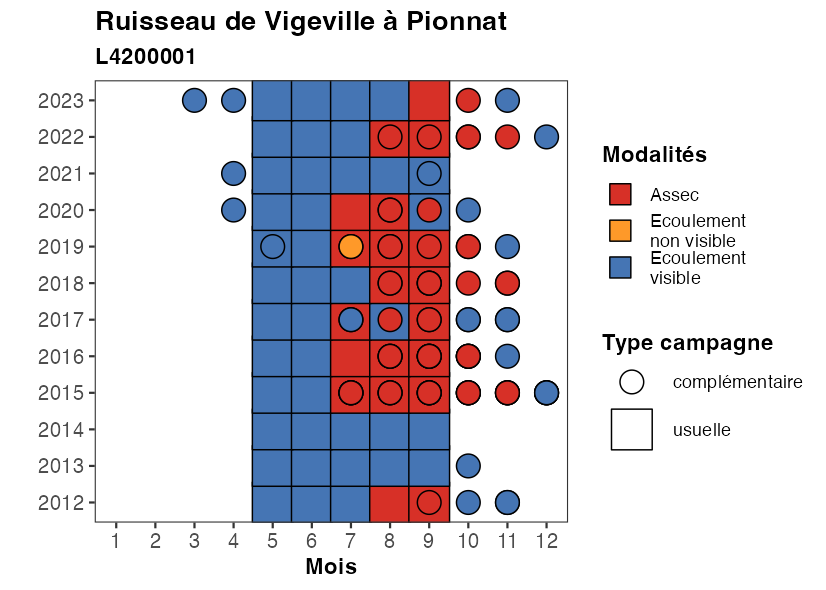 Ruisseau de Vigeville à Pionnat
L4200001
2023
2022
2021
2020
2019
2018
2017
2016
2015
2014
2013
2012
1 2 3 4 5 6 7 8 9 10 11 12
Mois
Modalités
Assec
Ecoulement
non visible
Ecoulement
visible
Type campagne
complémentaire
usuelle